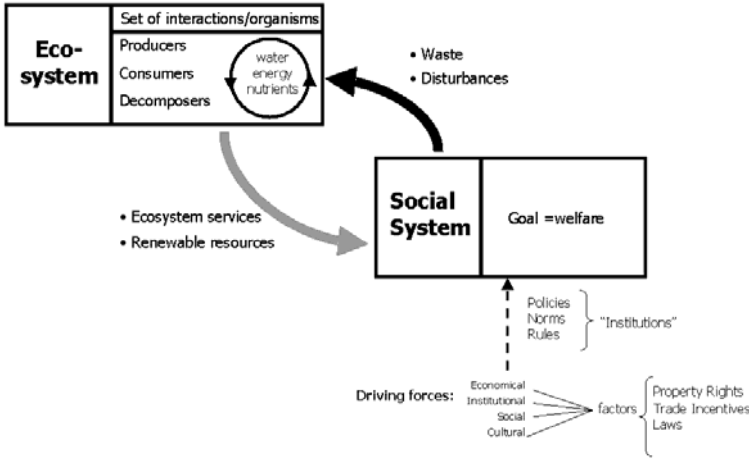 Set of interactions/organisms
Eco-
system
Producers
Consumers
Decomposers
water
energy
nutrients
• Waste
• Disturbances
• Ecosystem services
• Renewable resources
Social
System
Goal =welfare
Policies
Norms
Rules
"Institutions"
Driving forces:
Economical
Institutional
Social
Cultural
factors
Property Rights
Trade Incentives
Laws